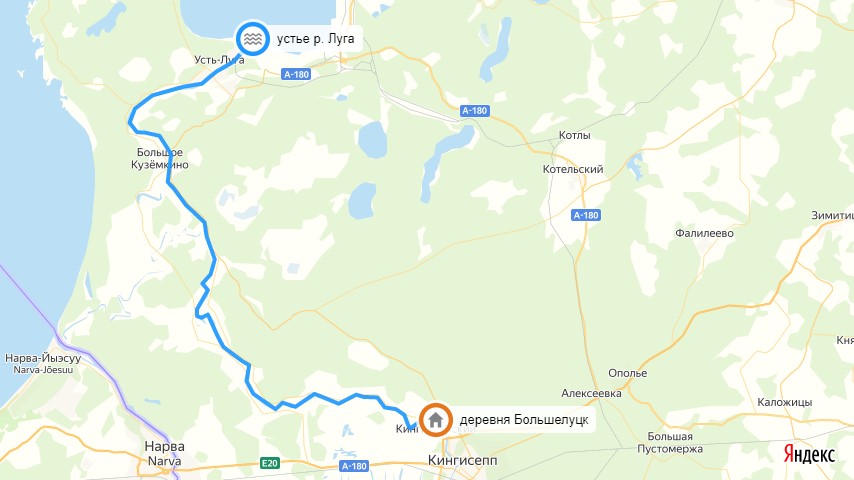 устье р. Луга
Усть-Луга
А-180
А-180
Котлы
Большое
Кузёмкино
Котельский
А-180
Зимитиц
Фалилеево
Нарва-Йыэсуу
Narva-Jõesuu
Кня
Ополье
Алексеевка
Каложицы
деревня Большелуцк
Кинг
Большая
Пустомержа
Нарва
Narva
E20
А-180
Кингисепп
Яндекс